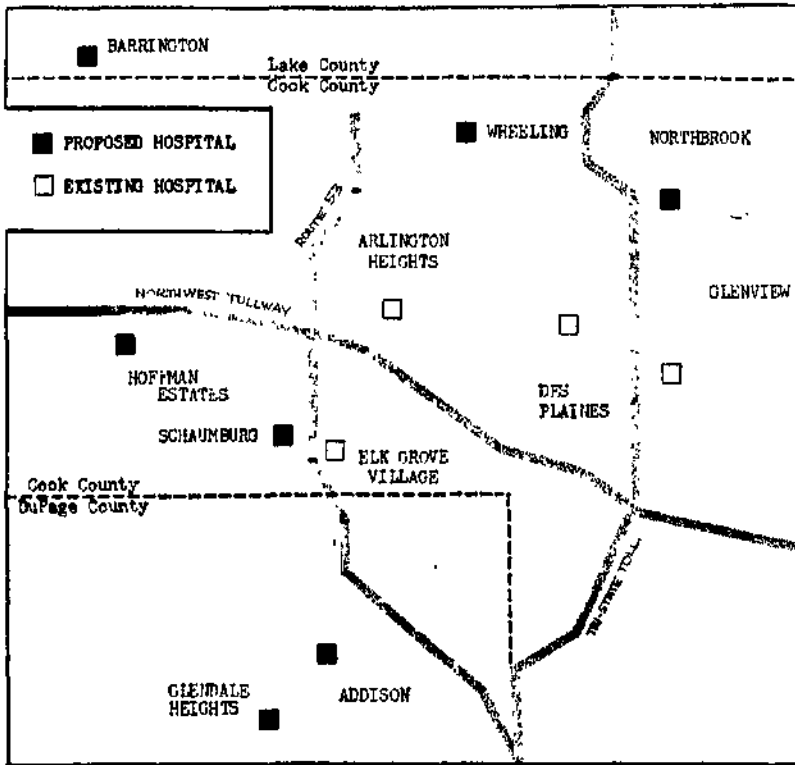 BARRINGTON
Lake County
Cook County
PROPOSED HOSPITAL
EXISTING HOSPITAL
WHEELING
NORTHBROOK
ROUTE 53
ARLINGTON
HEIGHTS
GLENVIEW
NORTHWEST TOLLWAY
HOFFMAN
ESTATES
DES
PLAINES
SCHAUMBURG
ELK GROVE
VILLAGE
Cook County
DuPage County
TRI-STATE TOLL.
GLENDALE
HEIGHTS
ADDISON